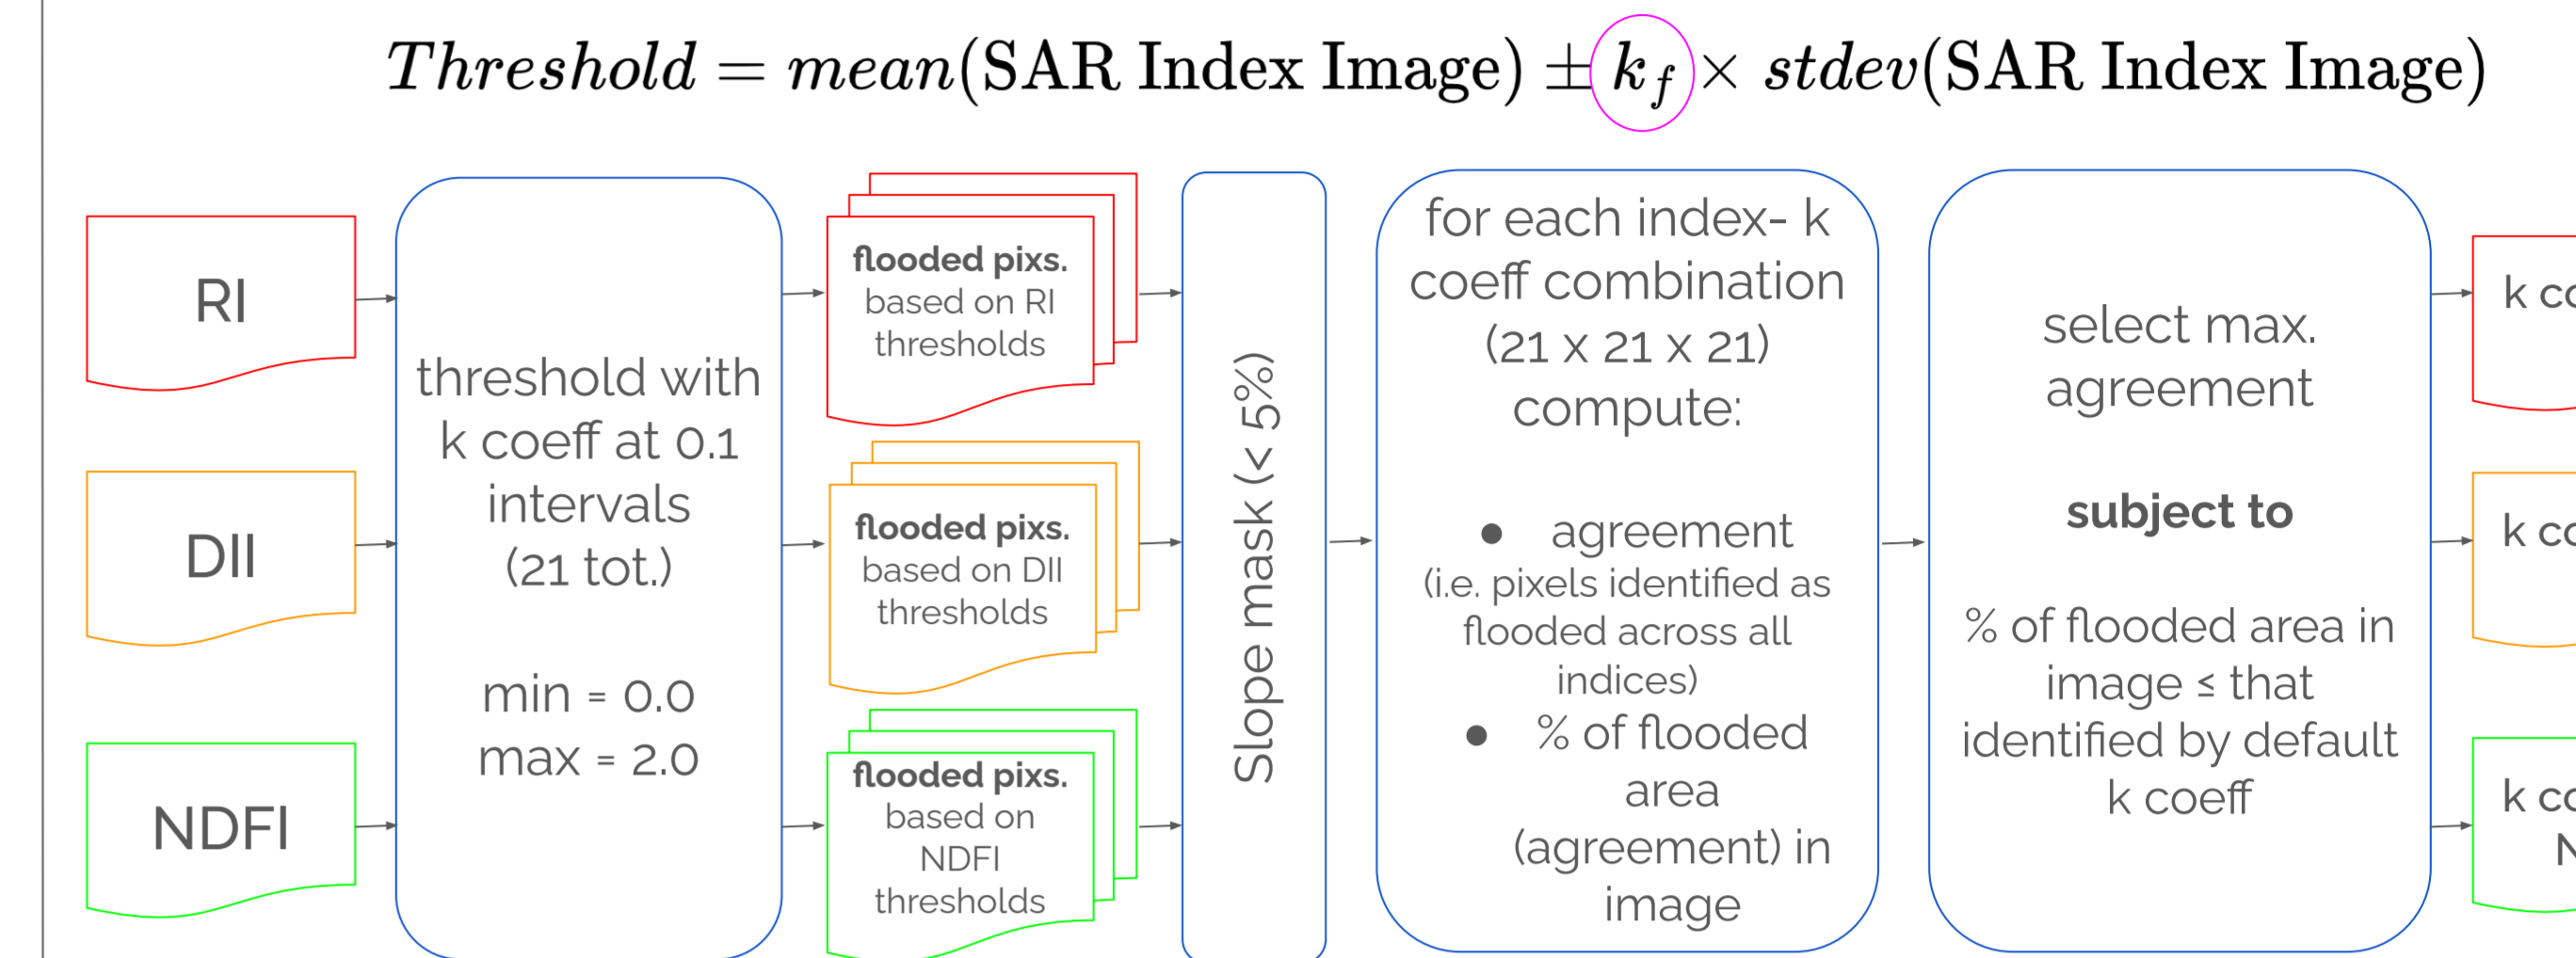 Threshold = mean(SAR Index Image) ± k_f × stdev(SAR Index Image)
RI
DII
NDFI
threshold with
k coeff at 0.1
intervals
(21 tot.)
min = 0.0
max = 2.0
flooded pixs.
based on RI
thresholds
flooded pixs.
based on DII
thresholds
flooded pixs.
based on
NDFI
thresholds
Slope mask (< 5%)
for each index- k
coeff combination
(21 x 21 x 21)
compute:
● agreement
(i.e. pixels identified as
flooded across all
indices)
● % of flooded
area
(agreement) in
image
select max.
agreement
subject to
% of flooded area in
image ≤ that
identified by default
k coeff
k
k
k